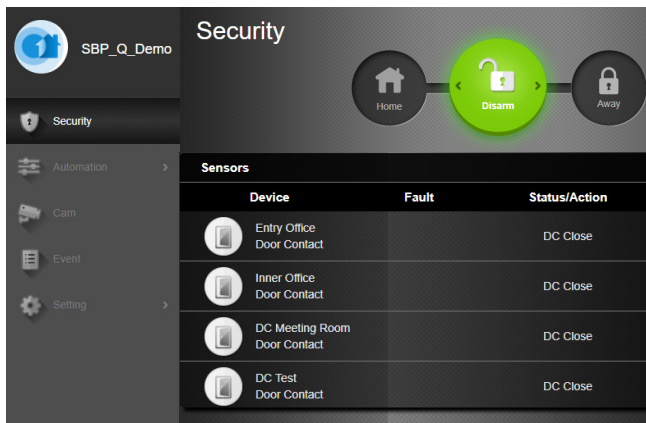 SBP_Q_Demo
Security
Home
Disarm
Away
Security
Automation
Cam
Event
Setting
Sensors
Device Fault Status/Action
Entry Office
Door Contact
DC Close
Inner Office
Door Contact
DC Close
DC Meeting Room
Door Contact
DC Close
DC Test
Door Contact
DC Close